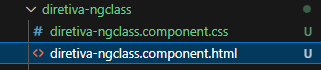 diretiva-ngclass
# diretiva-ngclass.component.css U
<> diretiva-ngclass.component.html U